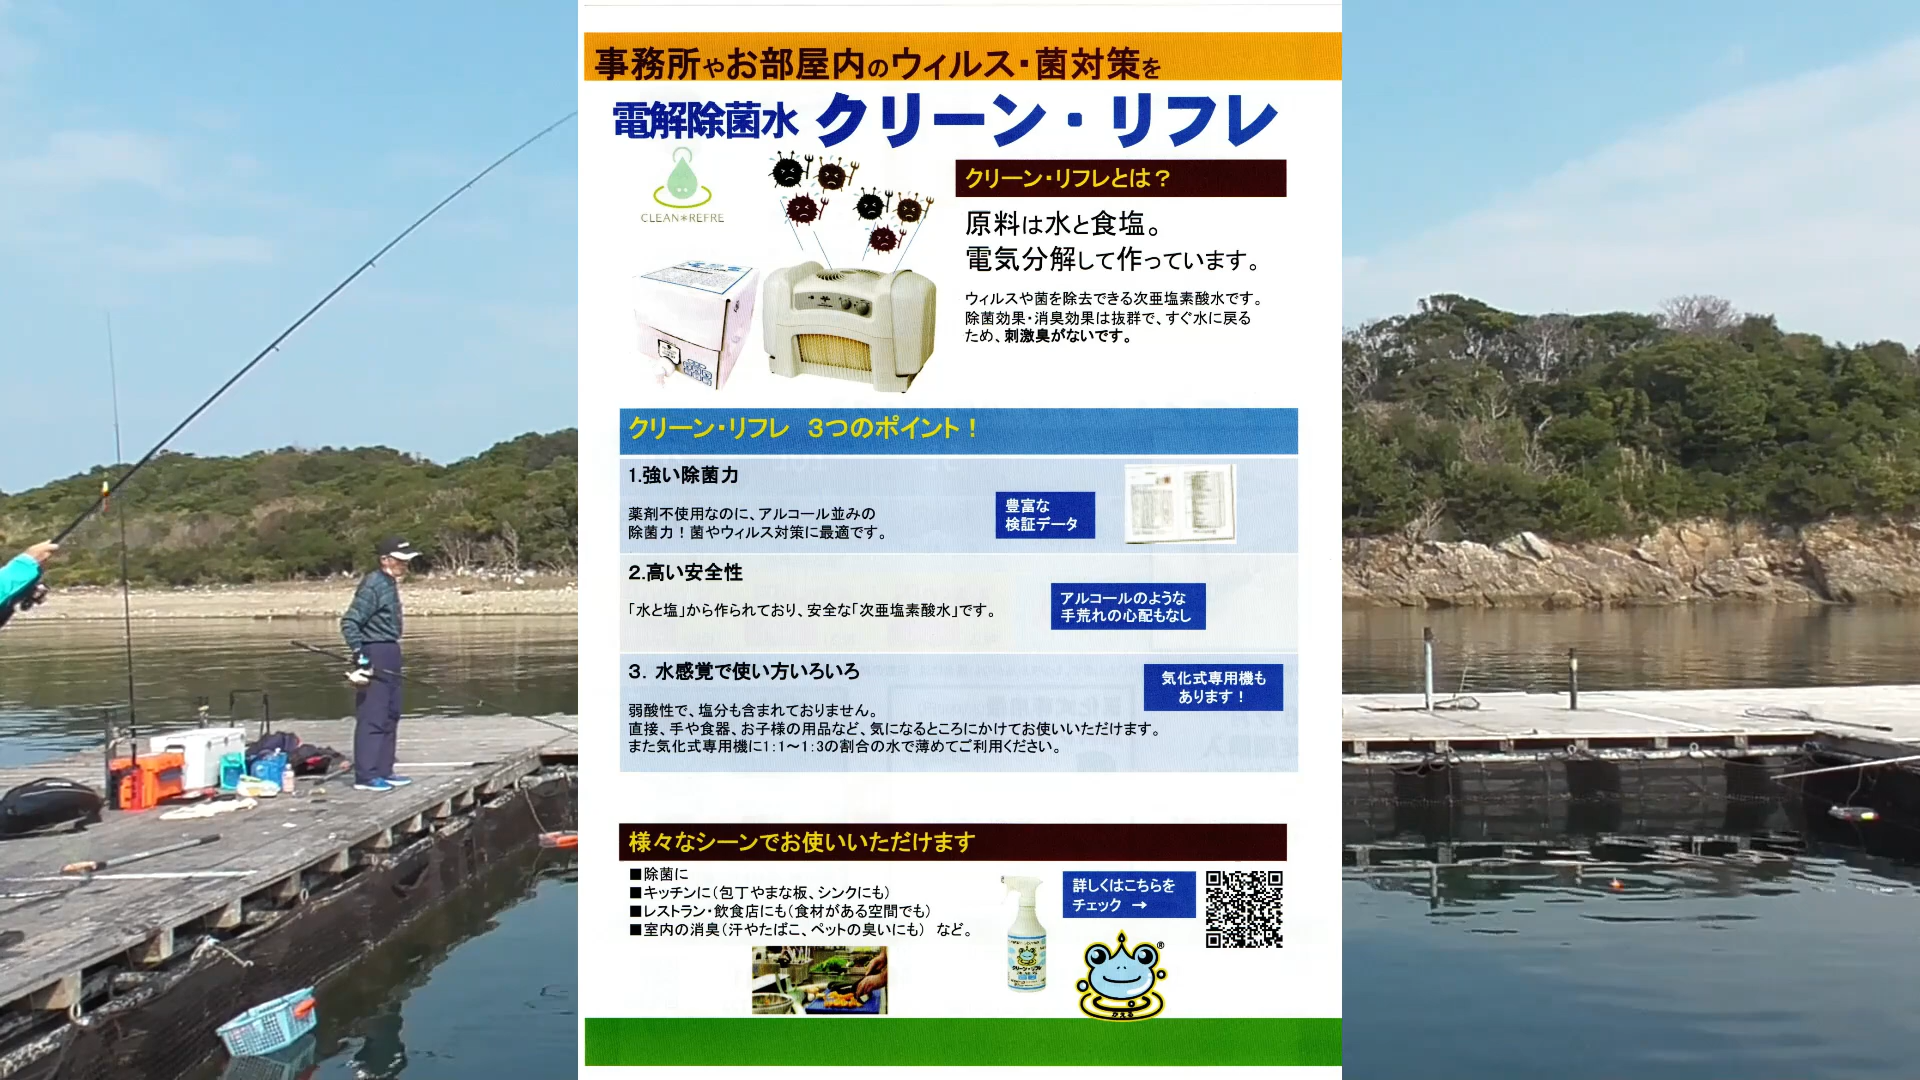 事務所やお部屋内のウィルス・菌対策を
電解除菌水 クリーン・リフレ
CLEAN*REFRE
クリーン・リフレとは？
原料は水と食塩。
電気分解して作っています。
ウィルスや菌を除去できる次亜塩素酸水です。
除菌効果・消臭効果は抜群で、すぐ水に戻る
ため、刺激臭がないです。
クリーン・リフレ 3つのポイント！
1.強い除菌力
薬剤不使用なのに、アルコール並みの
除菌力！菌やウィルス対策に最適です。
豊富な
検証データ
2.高い安全性
「水と塩」から作られており、安全な「次亜塩素酸水」です。
アルコールのような
手荒れの心配もなし
3. 水感覚で使い方いろいろ
気化式専用機も
あります！
弱酸性で、塩分も含まれておりません。
直接、手や食器、お子様の用品など、気になるところにかけてお使いいただけます。
また気化式専用機に1:1～1:3の割合の水で薄めてご利用ください。
様々なシーンでお使いいただけます
■除菌に
■キッチンに（包丁やまな板、シンクにも）
■レストラン・飲食店にも（食材がある空間でも）
■室内の消臭（汗やたばこ、ペットの臭いにも） など。
詳しくはこちらを
チェック →
クリーン・リフレ
®
かえる